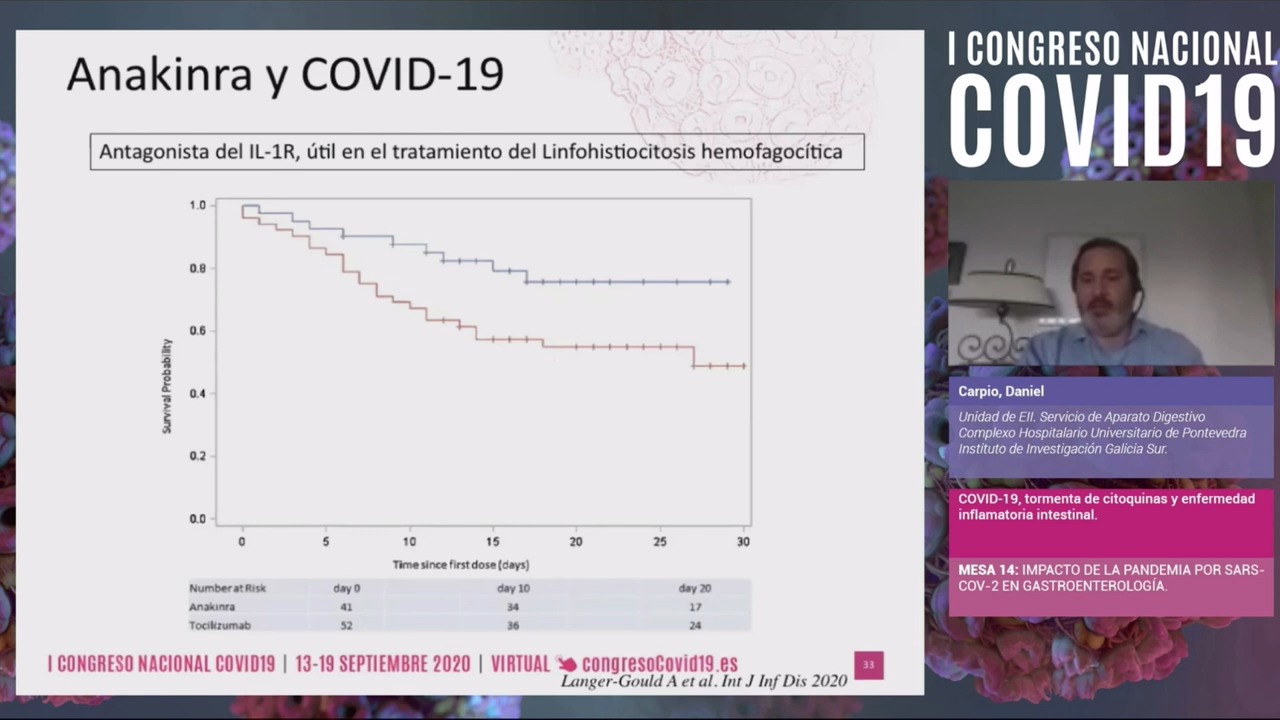 Anakinra y COVID-19
Antagonista del IL-1R, útil en el tratamiento del Linfohistiocitosis hemofagocítica
1.0
0.8
0.6
0.4
0.2
0.0
Survival Probability
0 5 10 15 20 25 30
Time since first dose (days)
Number at Risk day 0 day 10 day 20
Anakinra 41 34 17
Tocilizumab 52 36 24
I CONGRESO NACIONAL COVID19 | 13-19 SEPTIEMBRE 2020 | VIRTUAL congresoCovid19.es
33
Langer-Gould A et al. Int J Inf Dis 2020
I CONGRESO NACIONAL
COVID19
Carpio, Daniel
Unidad de EII. Servicio de Aparato Digestivo
Complexo Hospitalario Universitario de Pontevedra
Instituto de Investigación Galicia Sur.
COVID-19, tormenta de citoquinas y enfermedad
inflamatoria intestinal.
MESA 14: IMPACTO DE LA PANDEMIA POR SARS-
COV-2 EN GASTROENTEROLOGÍA.